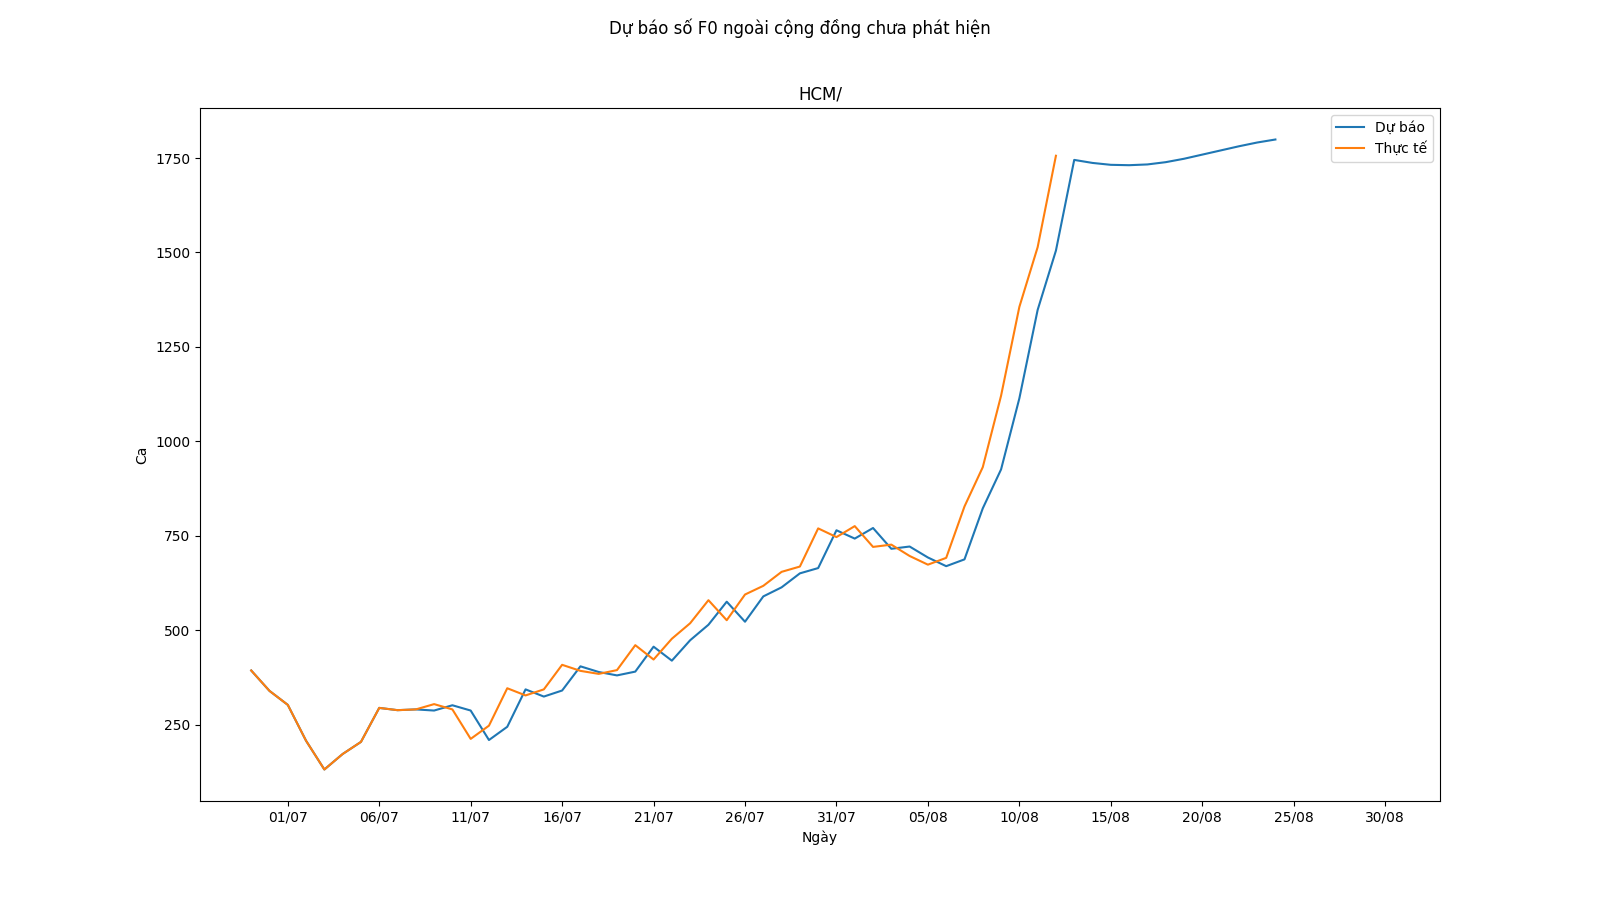 Dự báo số F0 ngoài cộng đồng chưa phát hiện
HCM/
Dự báo
Thực tế
1750
1500
1250
1000
750
500
250
Ca
01/07 06/07 11/07 16/07 21/07 26/07 31/07 05/08 10/08 15/08 20/08 25/08 30/08
Ngày